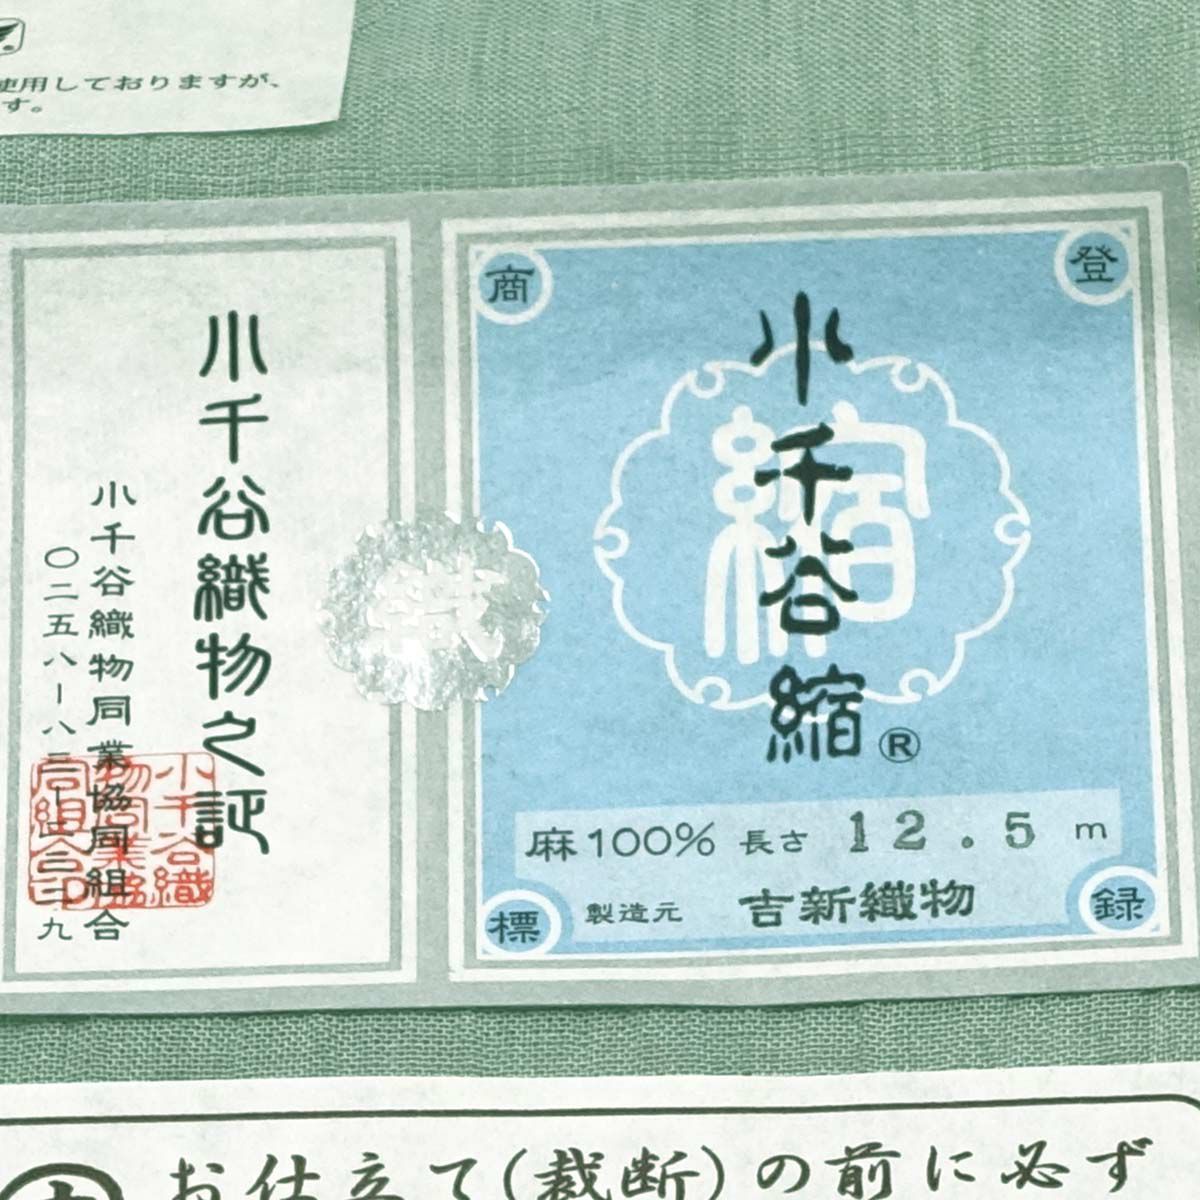 使用しておりますが、
す。
登
録
商
標
縮
小千谷縮®
麻100% 長さ 12.5 m
製造元 吉新織物
小千谷織物之証
小千谷織物同業協同組合
〇二五八-八三-二三二九
小千谷織
物同業協
同組合印
お仕立て(裁断)の前に必ず